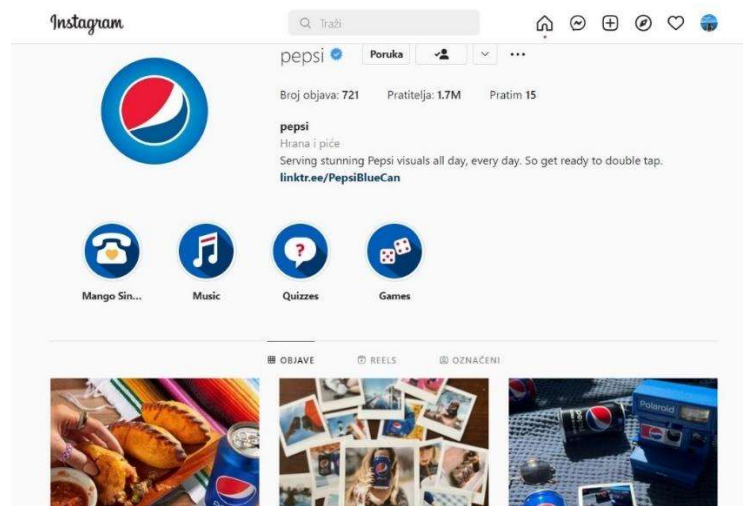 Instagram
Traži
pepsi Poruka
Broj objava: 721 Pratitelja: 1.7M Pratim 15
pepsi
Hrana i piće
Serving stunning Pepsi visuals all day, every day. So get ready to double tap.
linktr.ee/PepsiBlueCan
Mango Sin... Music Quizzes Games
OBJAVE REELS OZNAČENI
Polaroid